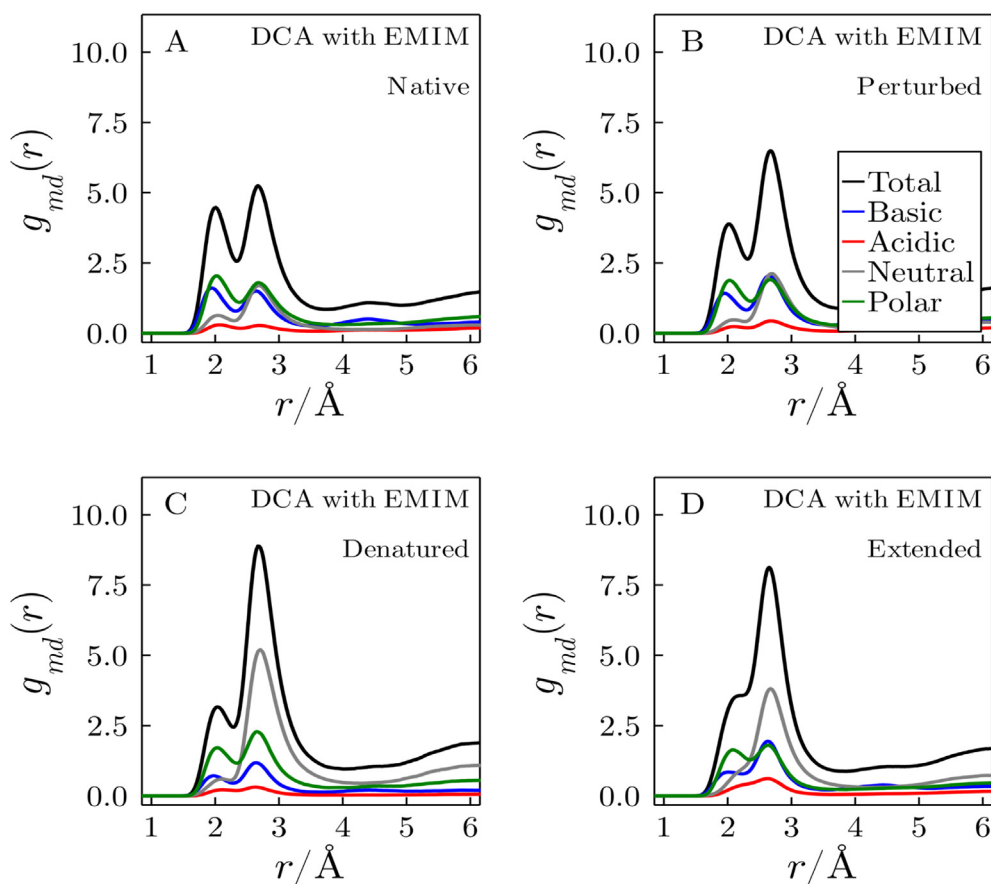 A
DCA with EMIM
Native
10.0
7.5
5.0
2.5
0.0
g_md(r)
1 2 3 4 5 6
r/Å
B
DCA with EMIM
Perturbed
10.0
7.5
5.0
2.5
0.0
g_md(r)
Total
Basic
Acidic
Neutral
Polar
1 2 3 4 5 6
r/Å
C
DCA with EMIM
Denatured
10.0
7.5
5.0
2.5
0.0
g_md(r)
1 2 3 4 5 6
r/Å
D
DCA with EMIM
Extended
10.0
7.5
5.0
2.5
0.0
g_md(r)
1 2 3 4 5 6
r/Å